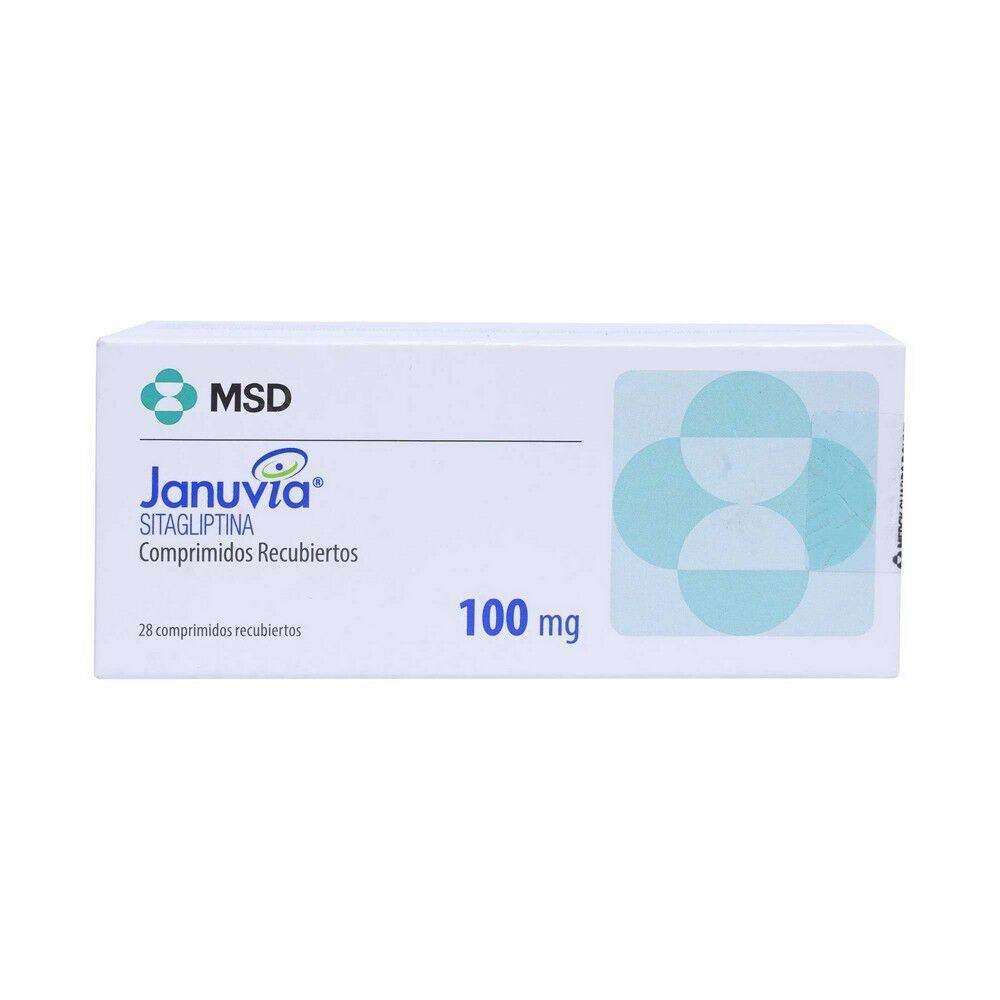 MSD
Januvia®
SITAGLIPTINA
Comprimidos Recubiertos
28 comprimidos recubiertos
100 mg